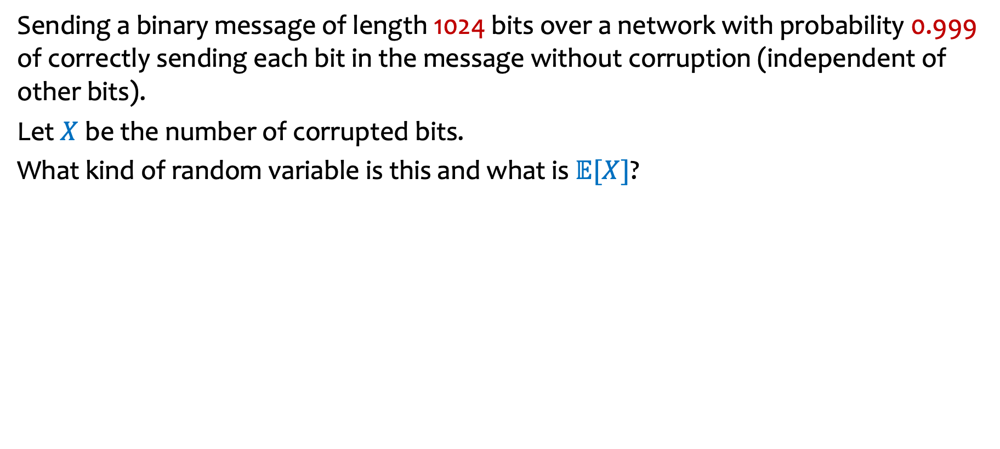 Sending a binary message of length 1024 bits over a network with probability 0.999
of correctly sending each bit in the message without corruption (independent of
other bits).
Let X be the number of corrupted bits.
What kind of random variable is this and what is 𝔼[X]?